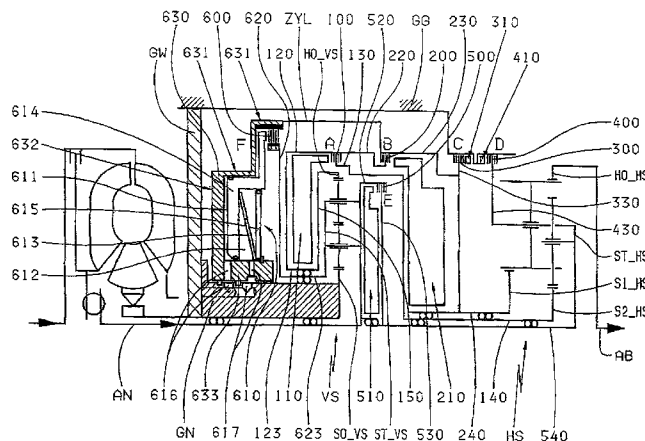 630 600 620 ZYL 100 520 GG 230 310
GW 631 631 120 HO_VS 130 220 200 500 410
614
632
611
615
613
612
F A B C D E
400
300
HO_HS
330
430
ST_HS
S1_HS
S2_HS
AN 616 633 610 110 VS 510 150 210 140 AB
GN 617 123 623 SO_VS ST_VS 530 240 HS 540